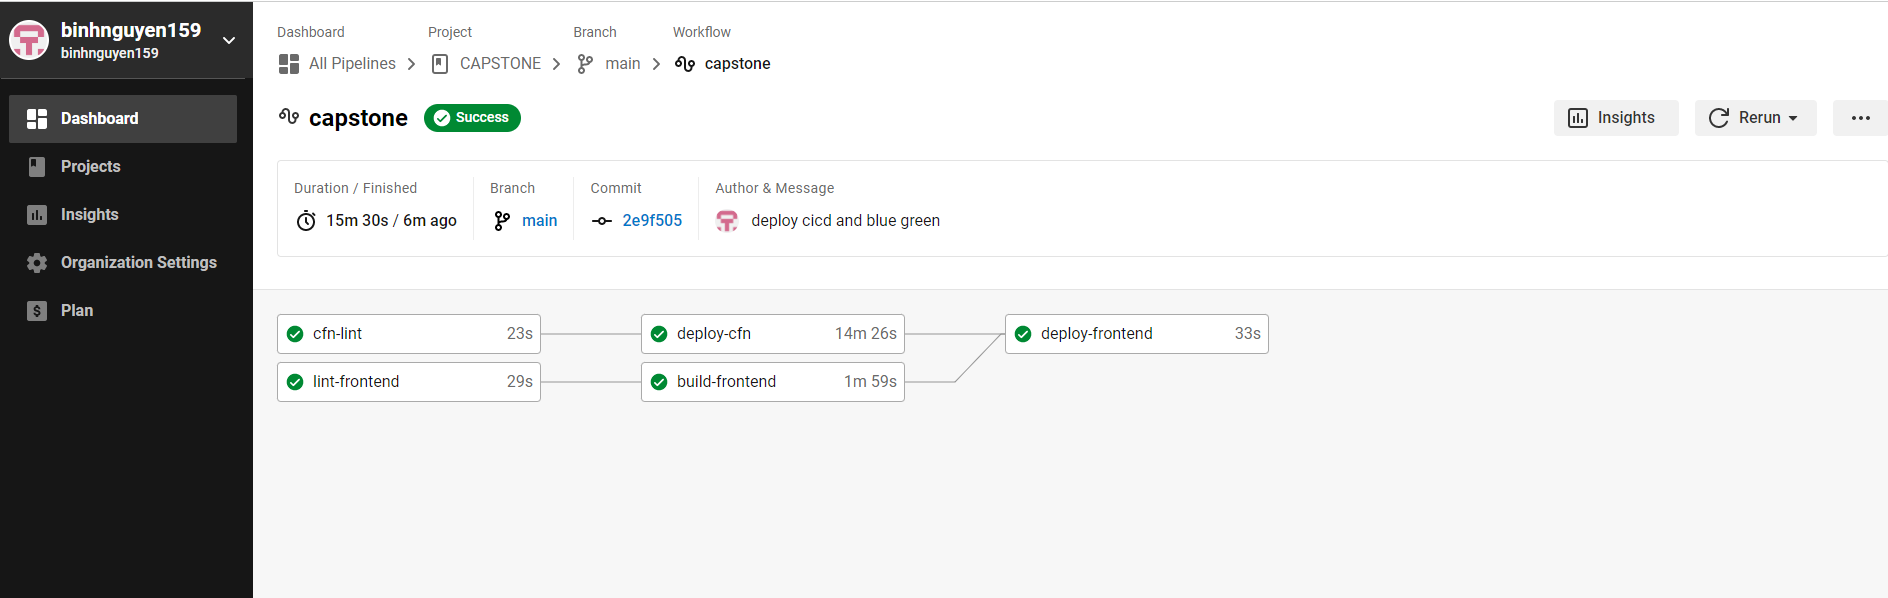 binhnguyen159
binhnguyen159
Dashboard
Projects
Insights
Organization Settings
Plan
Dashboard Project Branch Workflow
All Pipelines CAPSTONE main capstone
capstone Success Insights Rerun
Duration / Finished Branch Commit Author & Message
15m 30s / 6m ago main 2e9f505 deploy cicd and blue green
cfn-lint 23s deploy-cfn 14m 26s deploy-frontend 33s
lint-frontend 29s build-frontend 1m 59s